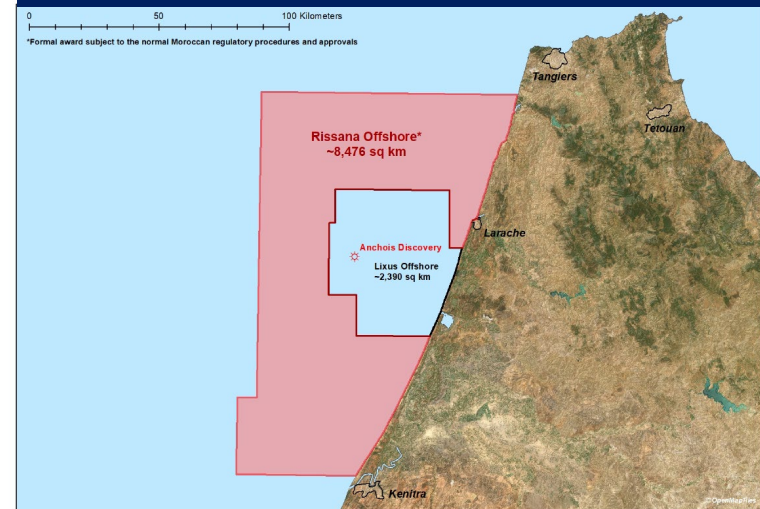 0 50 100 Kilometers
*Formal award subject to the normal Moroccan regulatory procedures and approvals
Tangiers
Tetouan
Rissana Offshore*
~8,476 sq km
Larache
Anchois Discovery
Lixus Offshore
~2,390 sq km
Kenitra
©OpenMapTiles